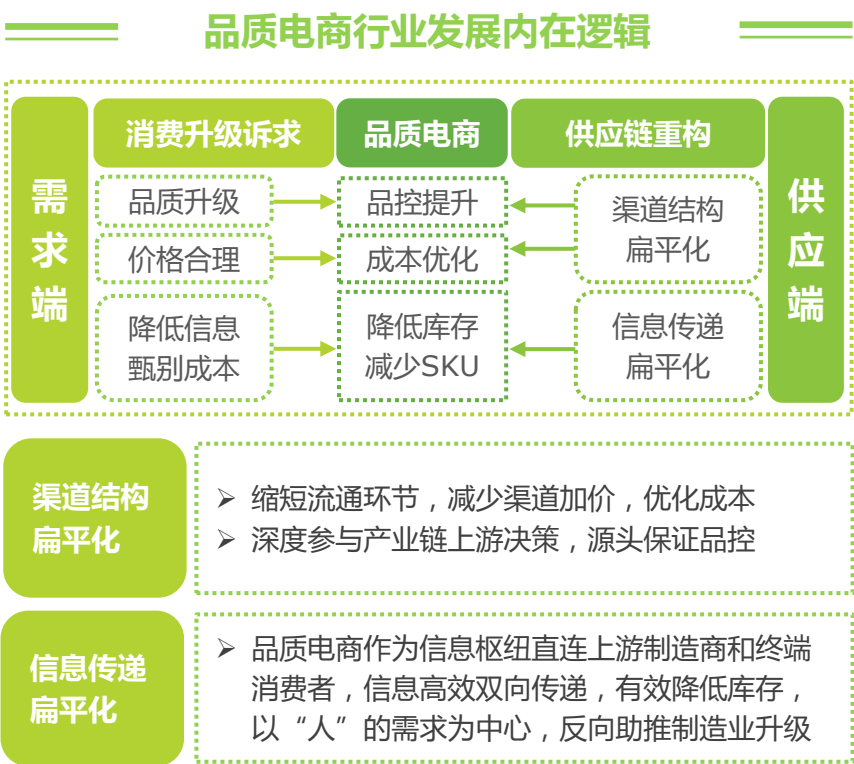 品质电商行业发展内在逻辑
需求端
消费升级诉求
品质电商
供应链重构
供应端
品质升级
品控提升
渠道结构
扁平化
价格合理
成本优化
降低信息
甄别成本
降低库存
减少SKU
信息传递
扁平化
渠道结构
扁平化
➢ 缩短流通环节，减少渠道加价，优化成本
➢ 深度参与产业链上游决策，源头保证品控
信息传递
扁平化
➢ 品质电商作为信息枢纽直连上游制造商和终端
消费者，信息高效双向传递，有效降低库存，
以“人”的需求为中心，反向助推制造业升级